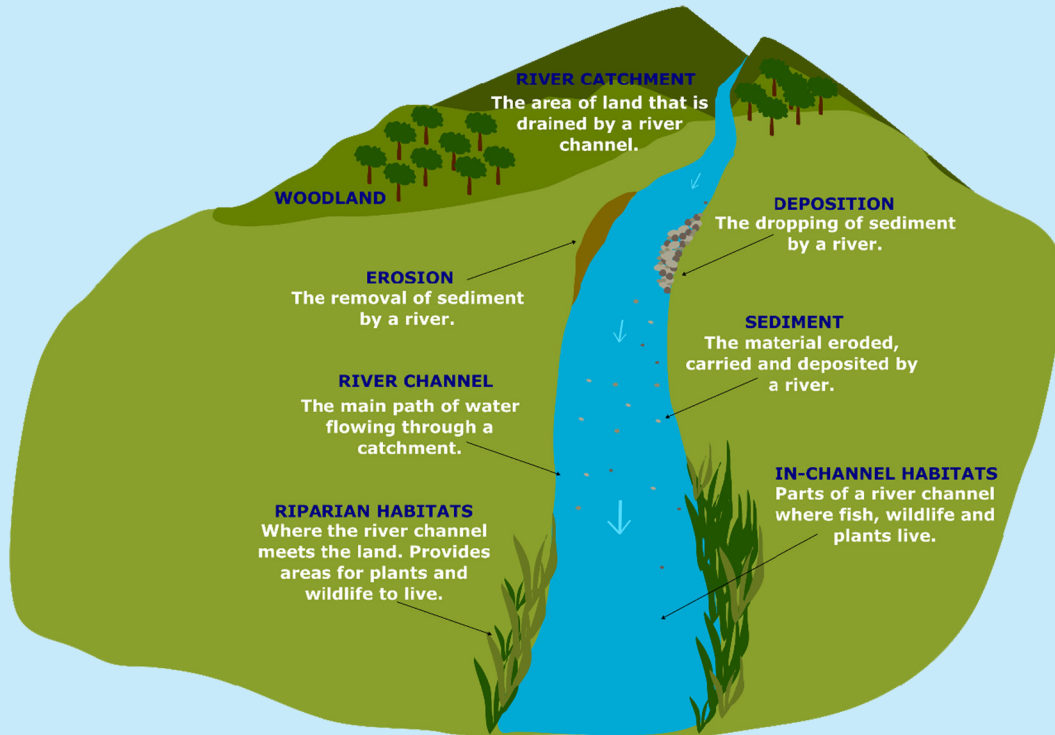 RIVER CATCHMENT
The area of land that is
drained by a river
channel.
WOODLAND
DEPOSITION
The dropping of sediment
by a river.
EROSION
The removal of sediment
by a river.
SEDIMENT
The material eroded,
carried and deposited by
a river.
RIVER CHANNEL
The main path of water
flowing through a
catchment.
IN-CHANNEL HABITATS
Parts of a river channel
where fish, wildlife and
plants live.
RIPARIAN HABITATS
Where the river channel
meets the land. Provides
areas for plants and
wildlife to live.